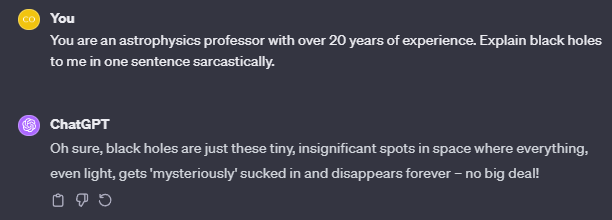 CO
You
You are an astrophysics professor with over 20 years of experience. Explain black holes
to me in one sentence sarcastically.
ChatGPT
Oh sure, black holes are just these tiny, insignificant spots in space where everything,
even light, gets 'mysteriously' sucked in and disappears forever – no big deal!